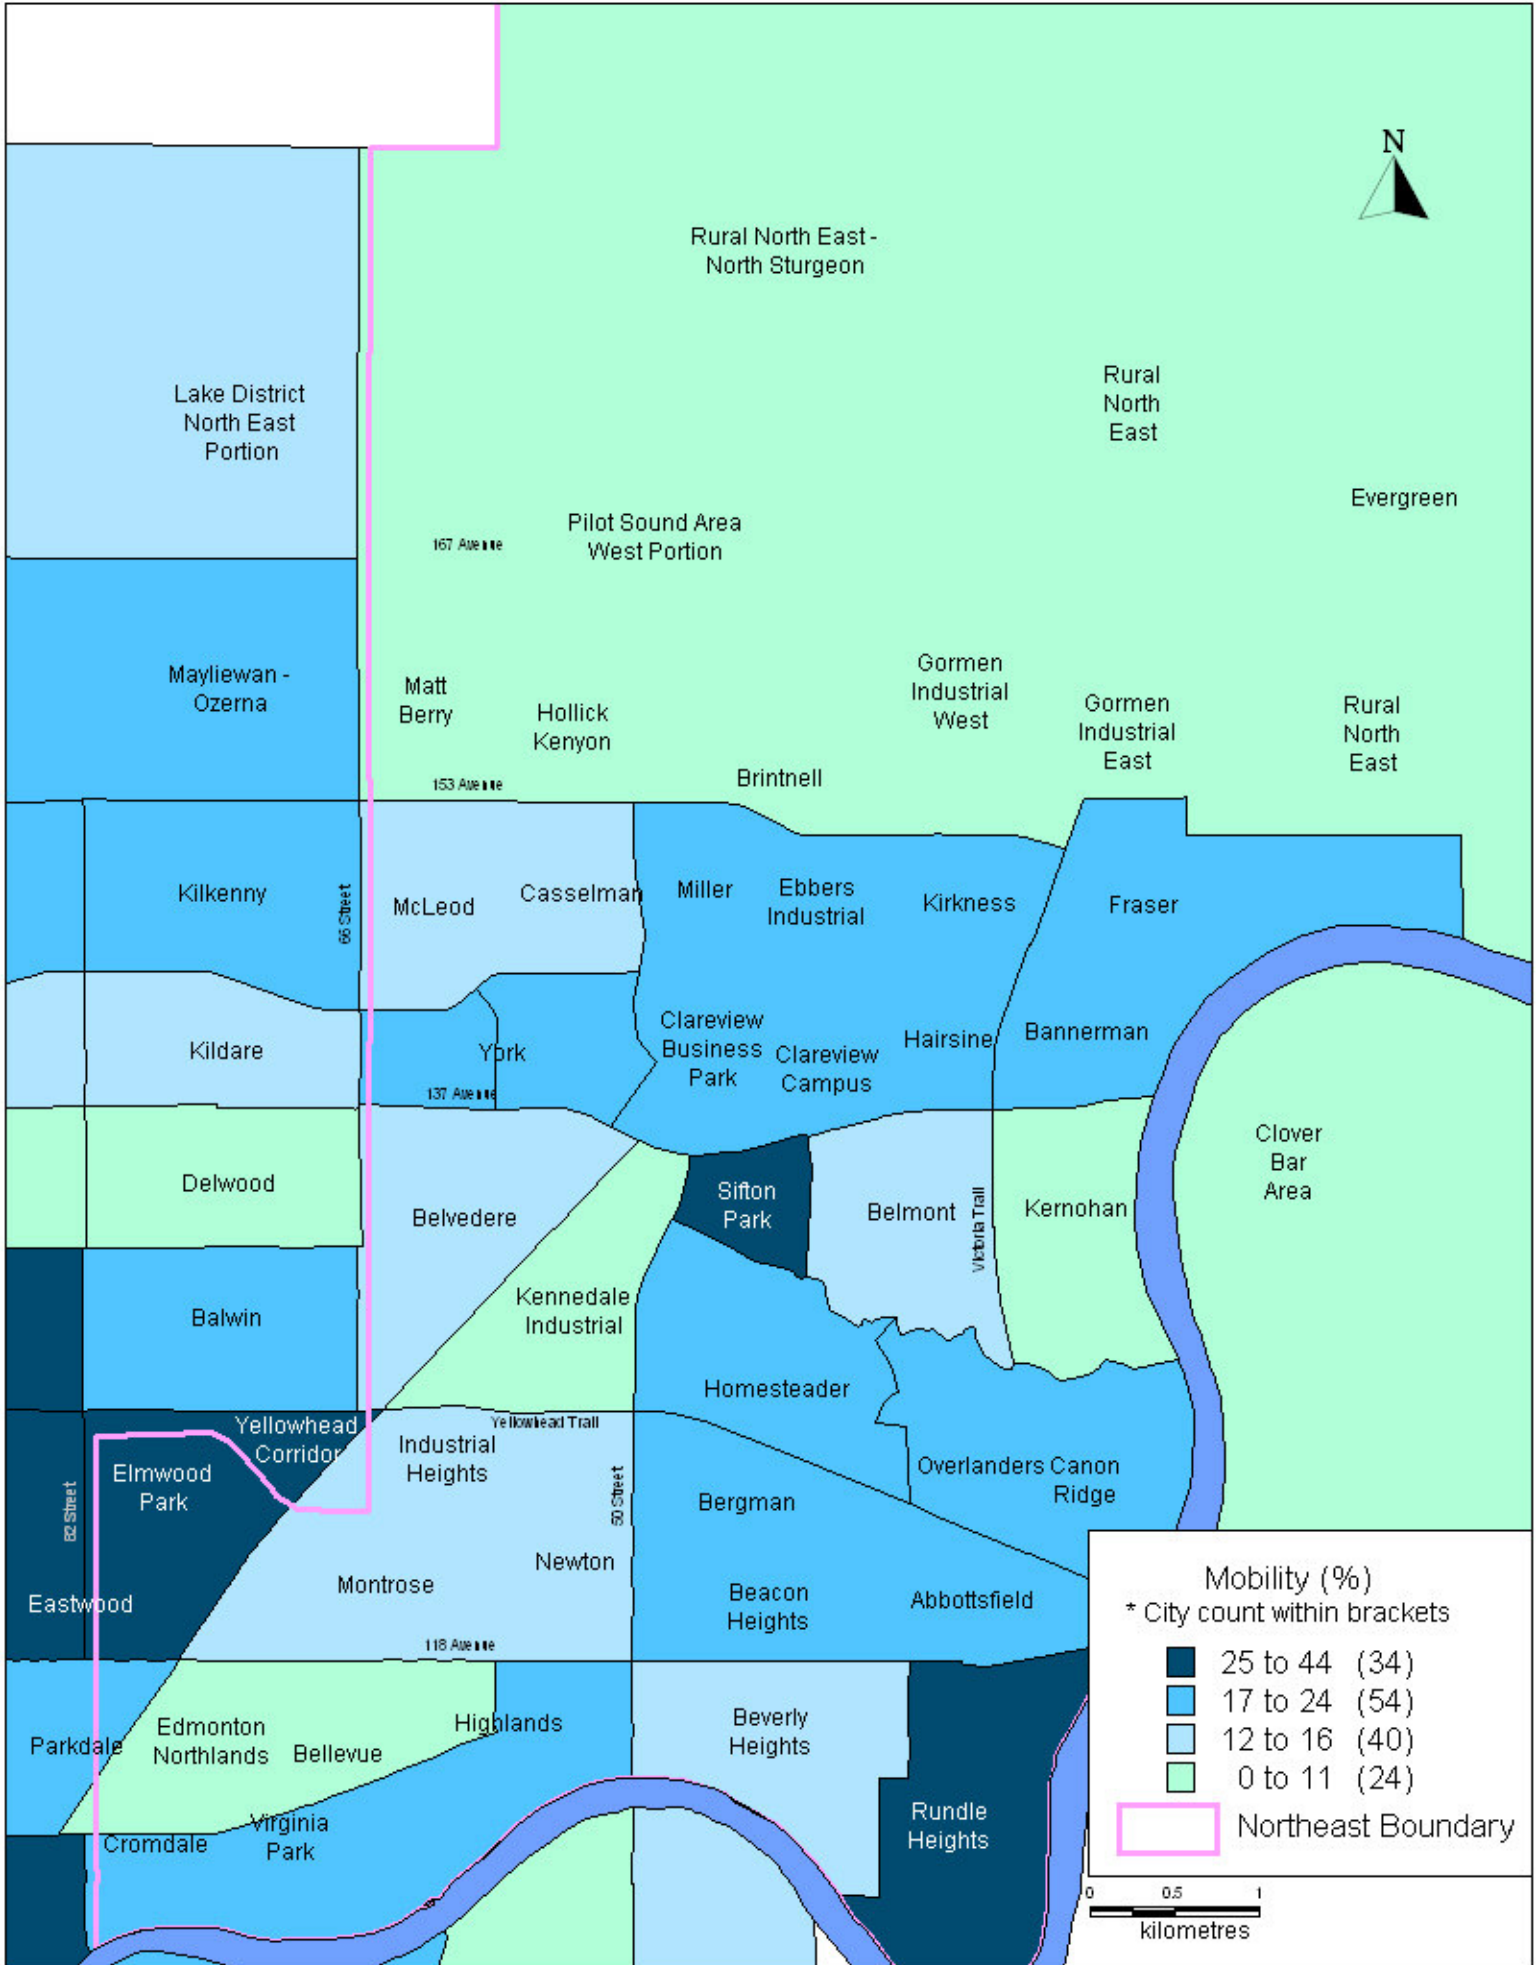 N
Rural North East -
North Sturgeon
Lake District
North East
Portion
Rural
North
East
Evergreen
Pilot Sound Area
West Portion
167 Avenue
Mayliewan -
Ozerna
Matt
Berry
Hollick
Kenyon
Gormen
Industrial
West
Gormen
Industrial
East
Rural
North
East
153 Avenue
Brintnell
Kilkenny
66 Street
McLeod
Casselman
Miller
Ebbers
Industrial
Kirkness
Fraser
Kildare
York
Clareview
Business
Park
Clareview
Campus
Hairsine
Bannerman
137 Avenue
Delwood
Belvedere
Sifton
Park
Belmont
Victoria Trail
Kernohan
Clover
Bar
Area
Balwin
Kennedale
Industrial
Homesteader
Yellowhead
Corridor
Yellowhead Trail
Industrial
Heights
Elmwood
Park
82 Street
50 Street
Bergman
Overlanders Canon
Ridge
Eastwood
Montrose
Newton
Beacon
Heights
Abbottsfield
118 Avenue
Parkdale
Edmonton
Northlands
Bellevue
Highlands
Beverly
Heights
Cromdale
Virginia
Park
Rundle
Heights
Mobility (%)
* City count within brackets
25 to 44 (34)
17 to 24 (54)
12 to 16 (40)
0 to 11 (24)
Northeast Boundary
0 0.5 1
kilometres